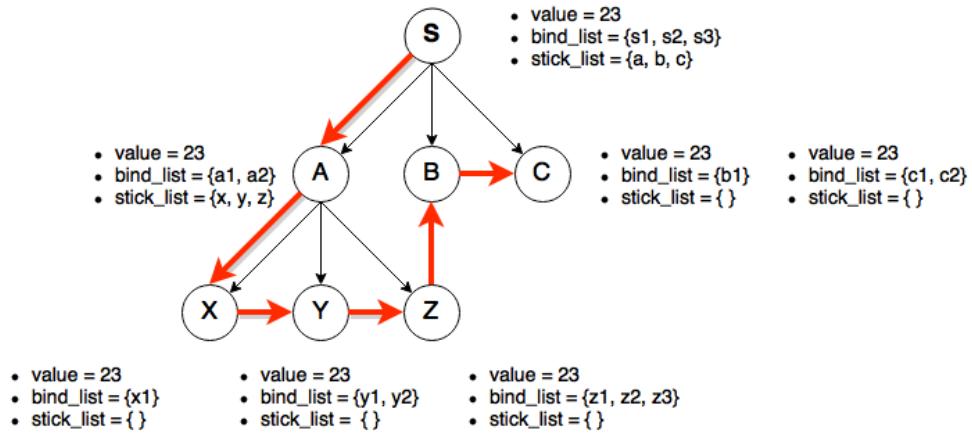 S
• value = 23
• bind_list = {s1, s2, s3}
• stick_list = {a, b, c}
• value = 23
• bind_list = {a1, a2}
• stick_list = {x, y, z}
A
B
C
• value = 23
• bind_list = {b1}
• stick_list = { }
• value = 23
• bind_list = {c1, c2}
• stick_list = { }
X
Y
Z
• value = 23
• bind_list = {x1}
• stick_list = { }
• value = 23
• bind_list = {y1, y2}
• stick_list = { }
• value = 23
• bind_list = {z1, z2, z3}
• stick_list = { }